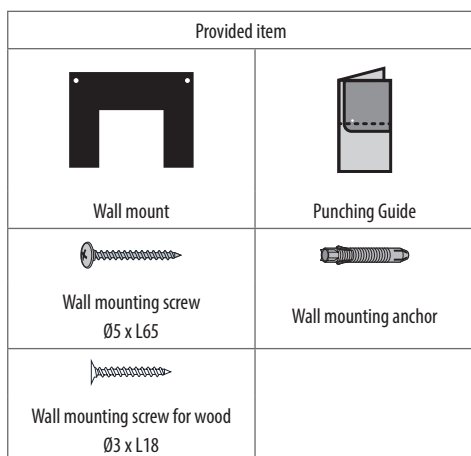 Provided item
Wall mount
Punching Guide
Wall mounting screw
Ø5 x L65
Wall mounting anchor
Wall mounting screw for wood
Ø3 x L18